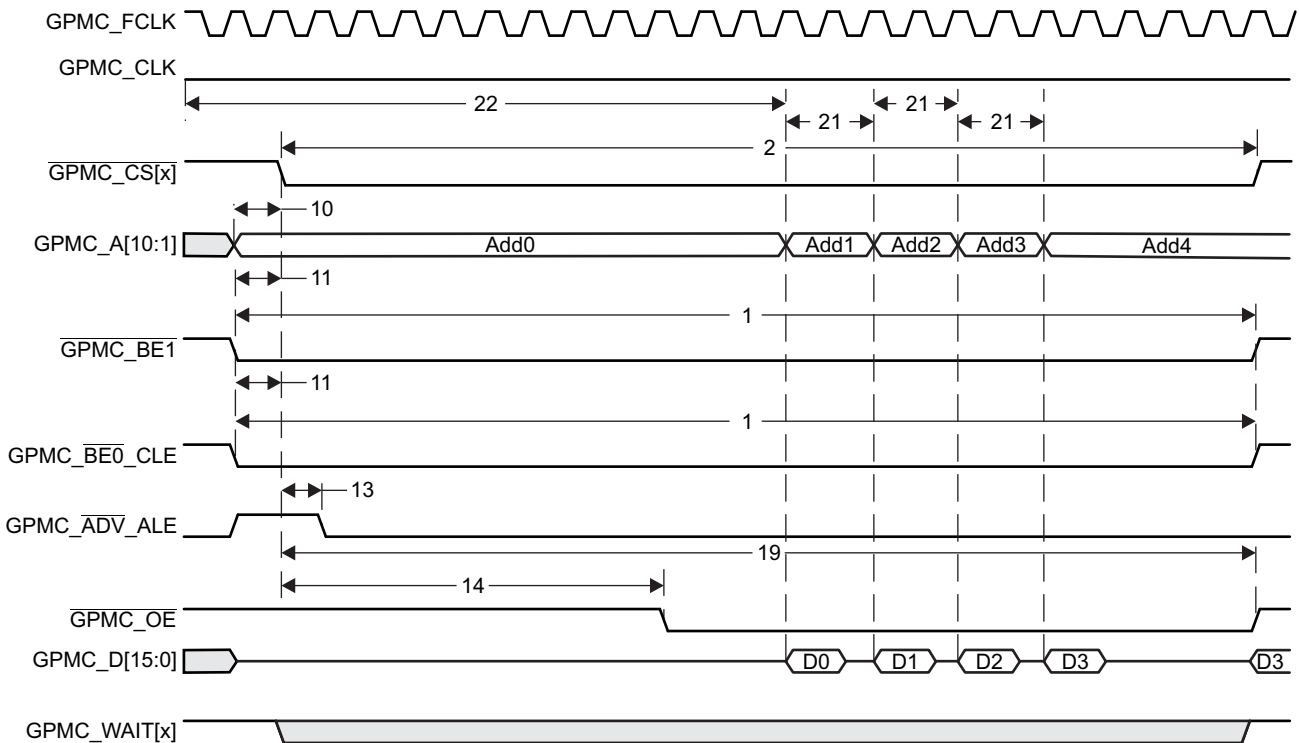 GPMC_FCLK
GPMC_CLK
22
21
21
21
2
GPMC_CS[x]
10
GPMC_A[10:1] Add0 Add1 Add2 Add3 Add4
11
1
GPMC_BE1
11
1
GPMC_BE0_CLE
13
GPMC_ADV_ALE
19
14
GPMC_OE
GPMC_D[15:0] D0 D1 D2 D3 D3
GPMC_WAIT[x]